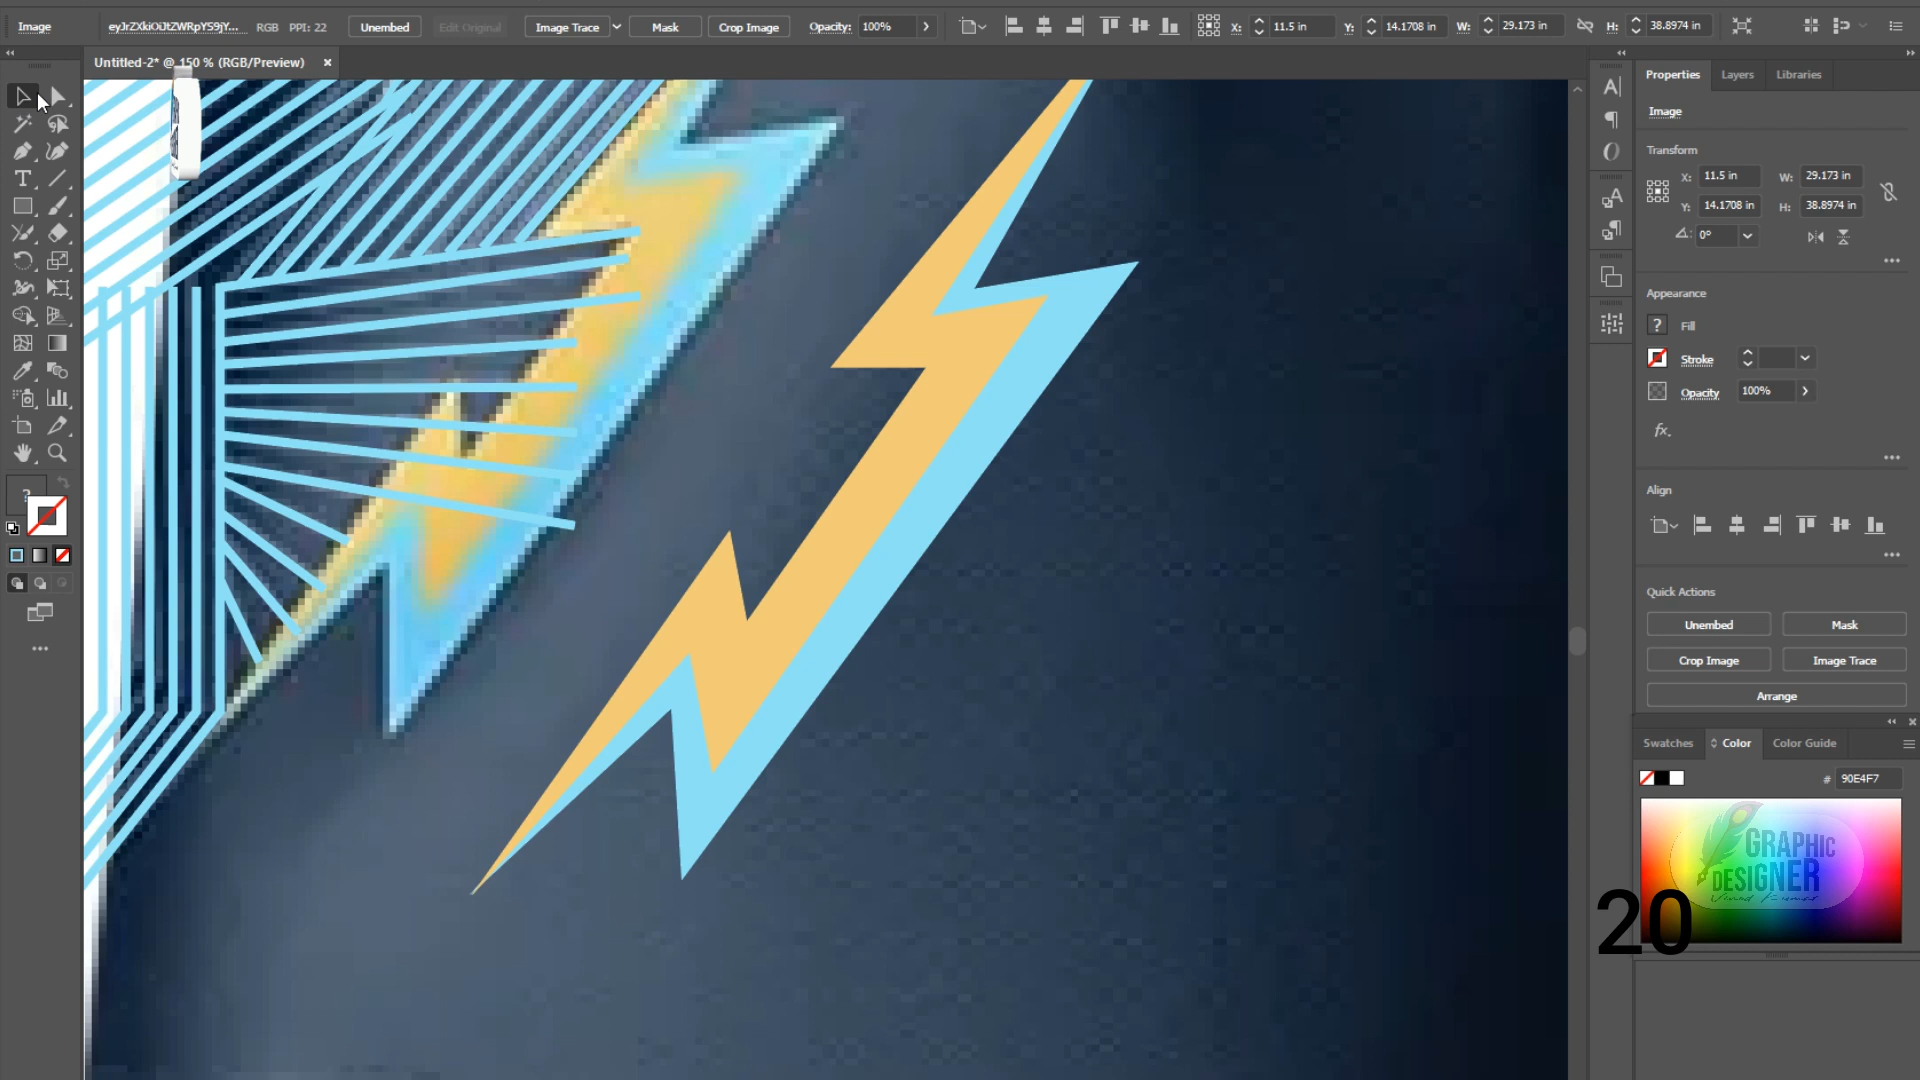 Image eyJrZXkiOiJtZWRpYS9jY... RGB PPI: 22 Unembed Edit Original Image Trace Mask Crop Image Opacity: 100% X: 11.5 in Y: 14.1708 in W: 29.173 in H: 38.8974 in
Untitled-2* @ 150 % (RGB/Preview) ×
Properties Layers Libraries
Image
Transform
X: 11.5 in W: 29.173 in
Y: 14.1708 in H: 38.8974 in
0°
Appearance
? Fill
Stroke
Opacity 100%
fx.
Align
Quick Actions
Unembed Mask
Crop Image Image Trace
Arrange
Swatches Color Color Guide
# 90E4F7
GRAPHIC
DESIGNER
20